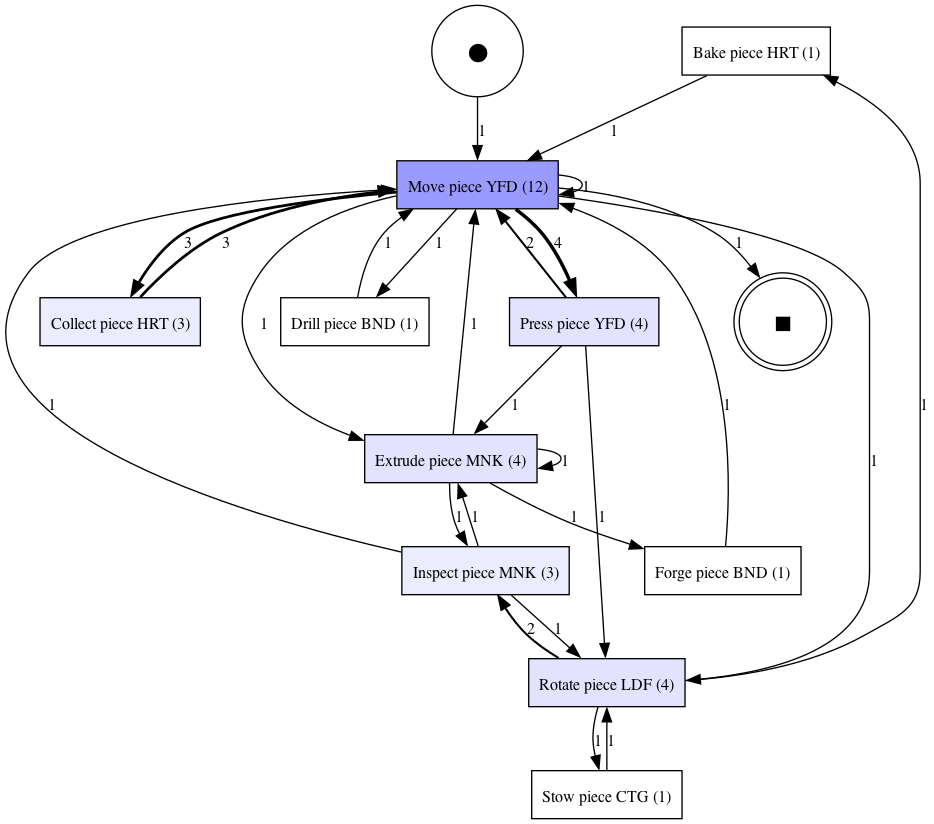 Bake piece HRT (1)
1
1
Move piece YFD (12)
1
3
3
1
1
2
4
1
Collect piece HRT (3)
Drill piece BND (1)
Press piece YFD (4)
1
1
1
1
1
1
Extrude piece MNK (4)
1
1
1
1
1
1
Inspect piece MNK (3)
Forge piece BND (1)
2
1
Rotate piece LDF (4)
1
1
Stow piece CTG (1)